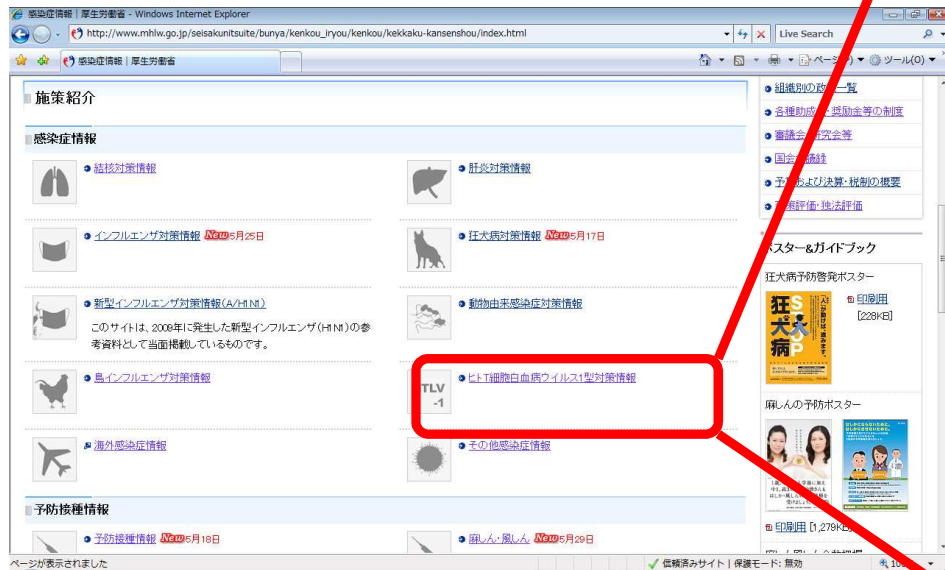 感染症情報｜厚生労働省 - Windows Internet Explorer
http://www.mhlw.go.jp/seisakunitsuite/bunya/kenkou_iryou/kenkou/kekkaku-kansenshou/index.html
Live Search
感染症情報｜厚生労働省
ツール(O)
施策紹介
感染症情報
結核対策情報
肝炎対策情報
インフルエンザ対策情報 New 5月25日
狂犬病対策情報 New 5月17日
新型インフルエンザ対策情報(A/H1N1)
このサイトは、2009年に発生した新型インフルエンザ(H1N1)の参
考資料として当面掲載しているものです。
動物由来感染症対策情報
鳥インフルエンザ対策情報
TLV
-1
ヒトT細胞白血病ウイルス1型対策情報
海外感染症情報
その他感染症情報
予防接種情報
予防接種情報 New 5月18日
麻しん・風しん New 5月29日
組織別の政 一覧
各種助成 奨励金等の制度
審議会 研究会等
国会 議録
および決算・税制の概要
策評価・独法評価
スター&ガイドブック
狂犬病予防啓発ポスター
狂犬病
STOP
印刷用
[228KB]
麻しんの予防ポスター
印刷用 [1,279KB]
ページが表示されました
信頼済みサイト | 保護モード: 無効